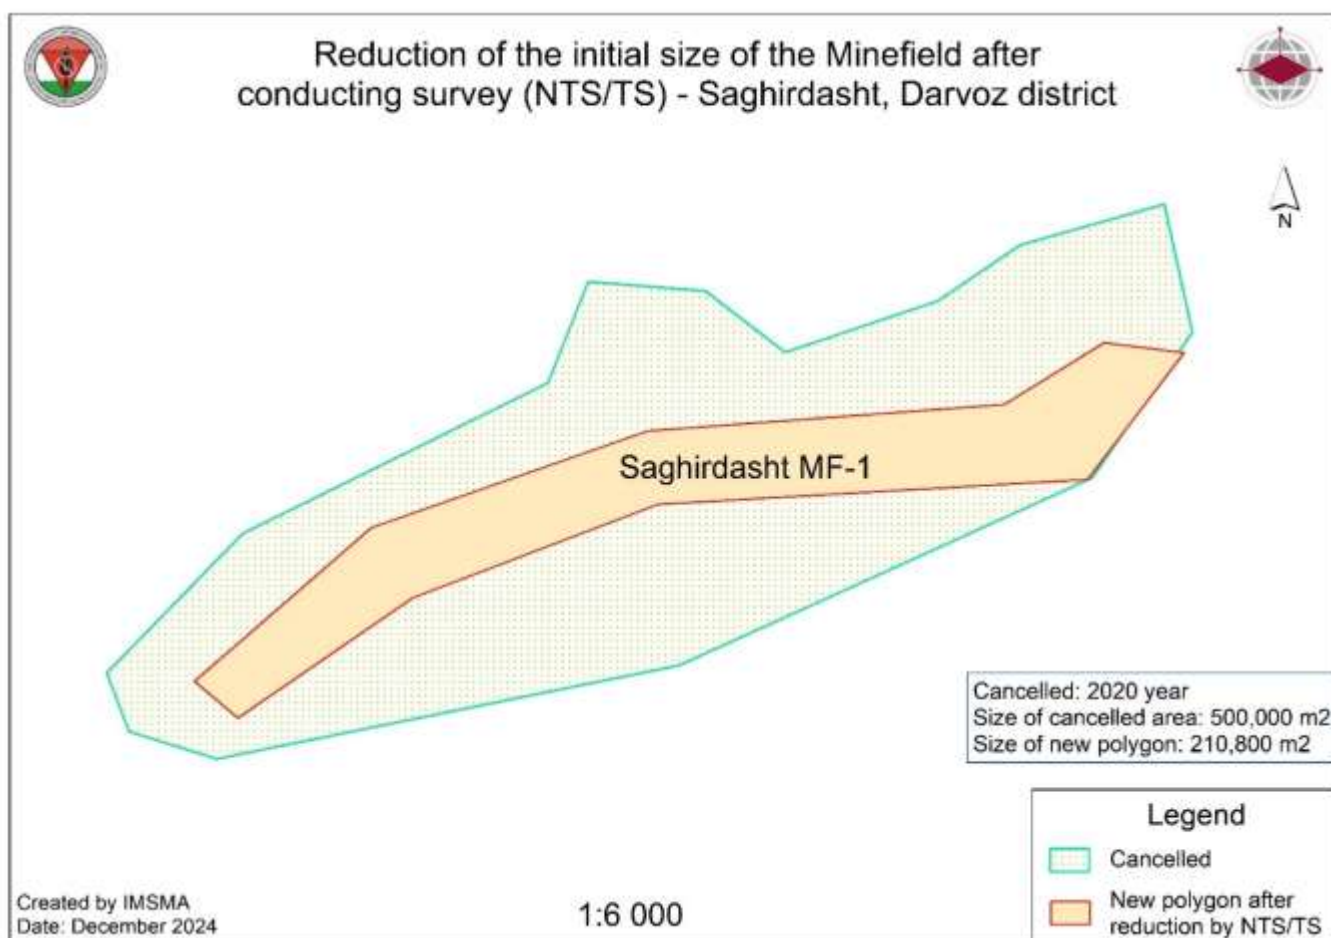 Reduction of the initial size of the Minefield after
conducting survey (NTS/TS) - Saghirdasht, Darvoz district
N
Saghirdasht MF-1
Cancelled: 2020 year
Size of cancelled area: 500,000 m2
Size of new polygon: 210,800 m2
Legend
Cancelled
New polygon after
reduction by NTS/TS
Created by IMSMA
Date: December 2024
1:6 000